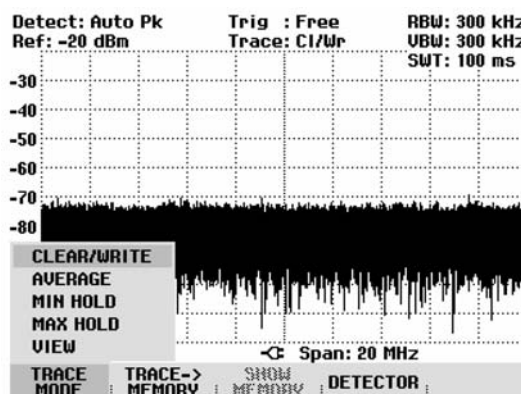 Detect: Auto Pk Trig : Free RBW: 300 kHz
Ref: -20 dBm Trace: Cl/Wr VBW: 300 kHz
SWT: 100 ms
-30
-40
-50
-60
-70
-80
CLEAR/WRITE
AVERAGE
MIN HOLD
MAX HOLD
VIEW
Span: 20 MHz
TRACE MODE
TRACE-> MEMORY
SHOW MEMORY
DETECTOR